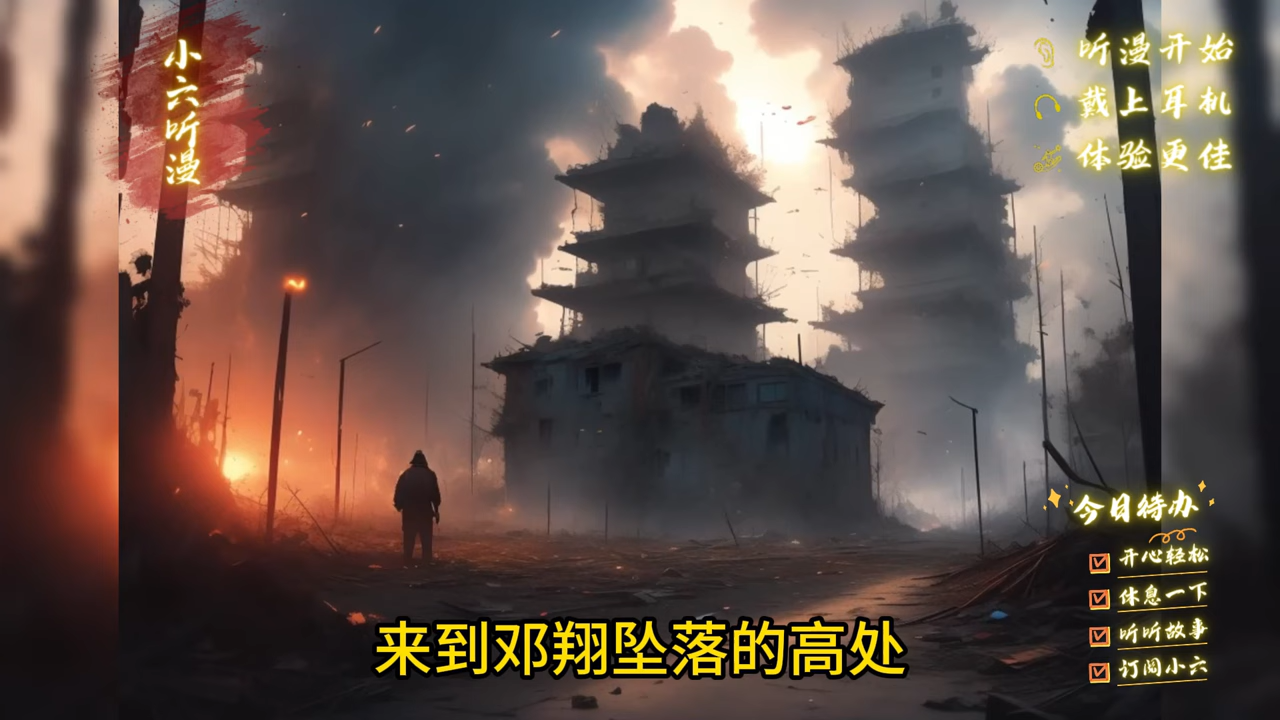 小六听漫
听漫开始
戴上耳机
体验更佳
今日待办
开心轻松
休息一下
听听故事
订阅小六
来到邓翔坠落的高处